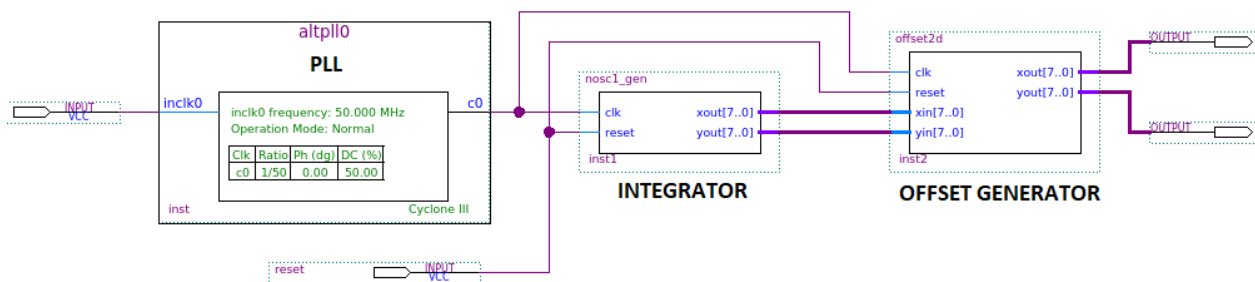 altpll0
PLL
inclk0
c0
inclk0 frequency: 50.000 MHz
Operation Mode: Normal
Clk Ratio Ph (dg) DC (%)
c0 1/50 0.00 50.00
inst
Cyclone III
INPUT
VCC
reset
INPUT
VCC
nosc1_gen
clk
reset
xout[7..0]
yout[7..0]
inst1
INTEGRATOR
offset2d
clk
reset
xin[7..0]
yin[7..0]
xout[7..0]
yout[7..0]
inst2
OFFSET GENERATOR
OUTPUT
OUTPUT